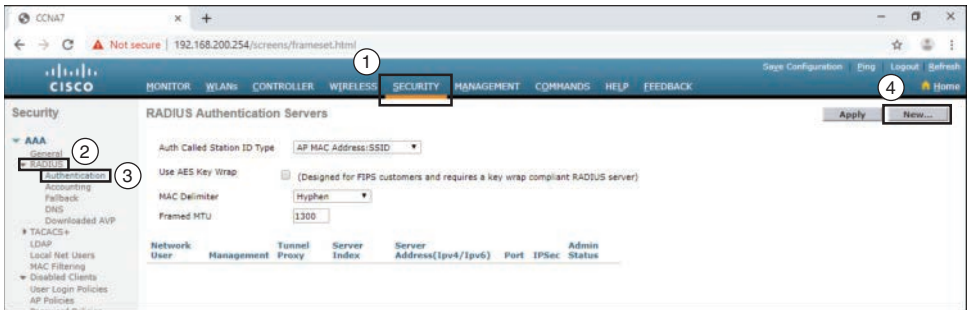 CCNA7
Not secure | 192.168.200.254/screens/frameset.html
1
Save Configuration Ping Logout Refresh
CISCO
MONITOR WLANs CONTROLLER WIRELESS SECURITY MANAGEMENT COMMANDS HELP FEEDBACK
4
Home
Security
RADIUS Authentication Servers
Apply
New...
AAA
General
2
RADIUS
Authentication
3
Accounting
Fallback
DNS
Downloaded AVP
TACACS+
LDAP
Local Net Users
MAC Filtering
Disabled Clients
User Login Policies
AP Policies
Auth Called Station ID Type AP MAC Address:SSID
Use AES Key Wrap (Designed for FIPS customers and requires a key wrap compliant RADIUS server)
MAC Delimiter Hyphen
Framed MTU 1300
Network User Management Tunnel Proxy Server Index Server Address(Ipv4/Ipv6) Port IPSec Admin Status